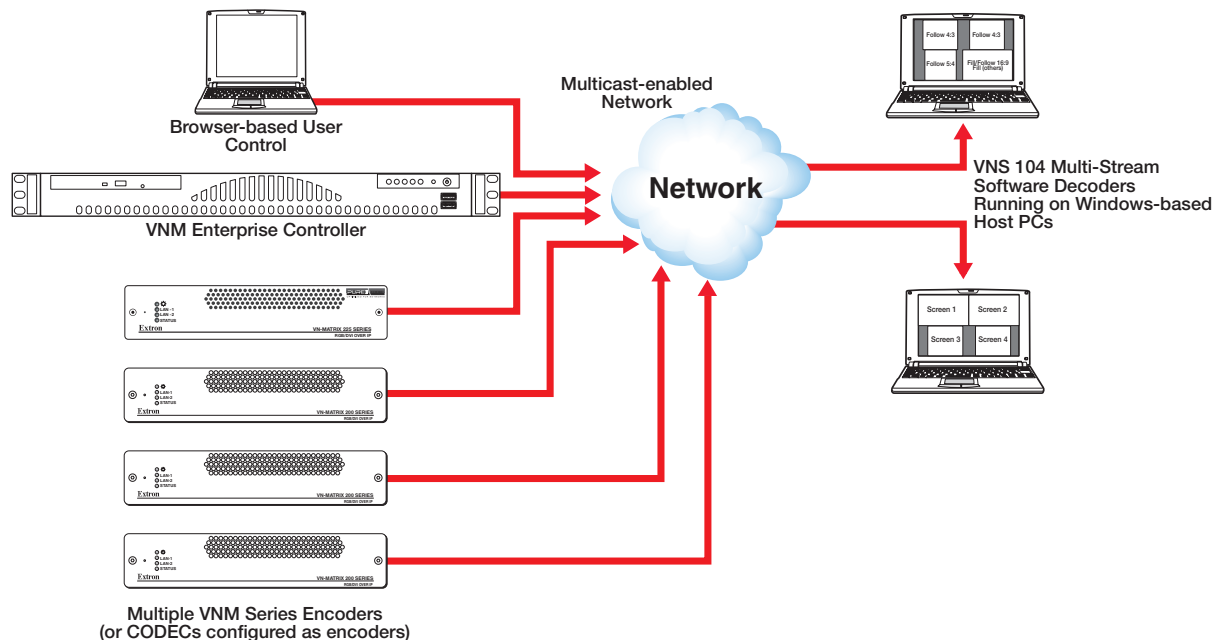 Browser-based User
Control
VNM Enterprise Controller
LAN -1
LAN -2
STATUS
Extron
VN-MATRIX 225 SERIES
RGB/DVI OVER IP
LAN-1
LAN-2
STATUS
Extron
VN-MATRIX 200 SERIES
RGB/DVI OVER IP
LAN-1
LAN-2
STATUS
Extron
VN-MATRIX 200 SERIES
RGB/DVI OVER IP
LAN-1
LAN-2
STATUS
Extron
VN-MATRIX 200 SERIES
RGB/DVI OVER IP
Multiple VNM Series Encoders
(or CODECs configured as encoders)
Multicast-enabled
Network
Network
Follow 4:3
Follow 4:3
Follow 5:4
Fill/Follow 16:9
Fill (others)
VNS 104 Multi-Stream
Software Decoders
Running on Windows-based
Host PCs
Screen 1
Screen 2
Screen 3
Screen 4